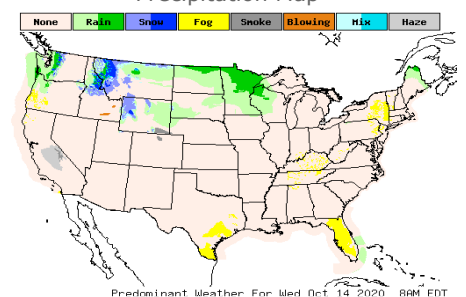 Precipitation Map
None Rain Snow Fog Smoke Blowing Mix Haze
Predominant Weather For Wed Oct 14 2020 8AM EDT